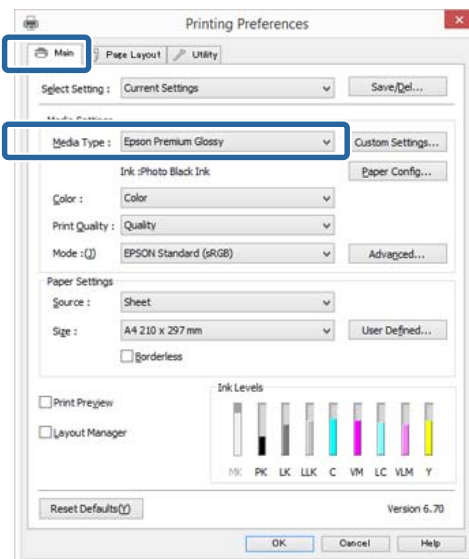 Printing Preferences
Main Page Layout Utility
Select Setting : Current Settings Save/Del...
Media Settings
Media Type : Epson Premium Glossy Custom Settings...
Ink :Photo Black Ink Paper Config...
Color : Color
Print Quality : Quality
Mode :(J) EPSON Standard (sRGB) Advanced...
Paper Settings
Source : Sheet
Size : A4 210 x 297 mm User Defined...
Borderless
Ink Levels
Print Preview
Layout Manager
MK PK LK LLK C VM LC VLM Y
Reset Defaults(Y) Version 6.70
OK Cancel Help